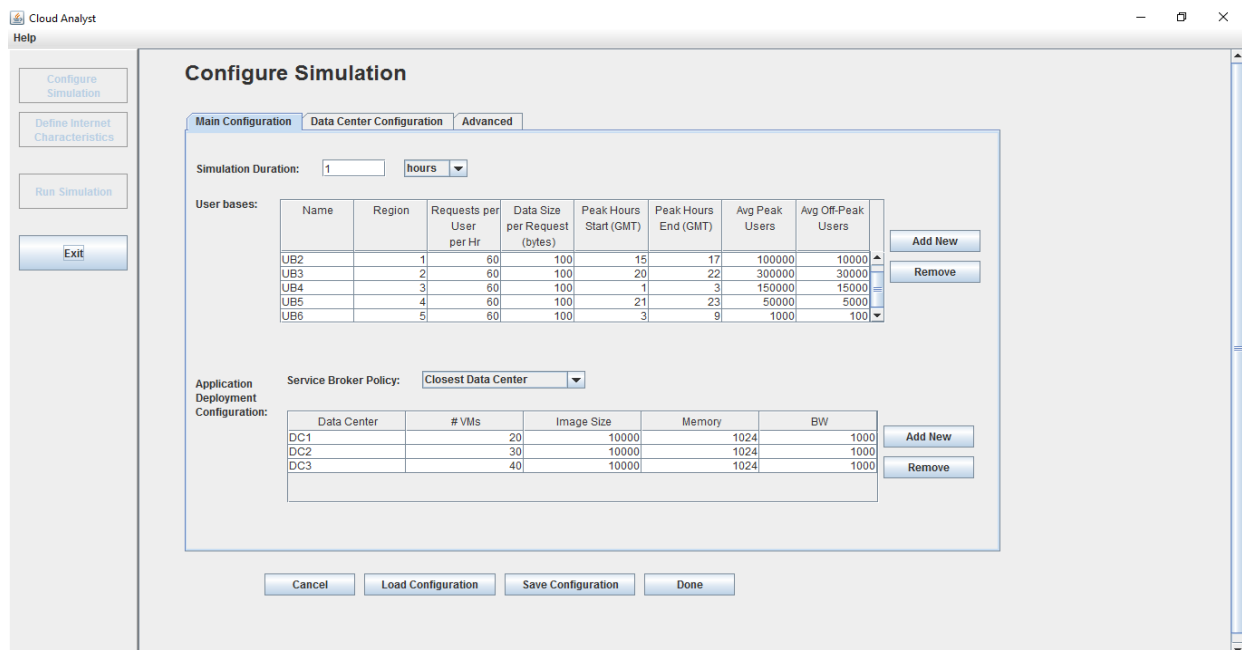 Cloud Analyst
Help
Configure
Simulation
Define Internet
Characteristics
Run Simulation
Exit
Configure Simulation
Main Configuration Data Center Configuration Advanced
Simulation Duration: 1 hours
User bases:
Name Region Requests per User per Hr Data Size per Request (bytes) Peak Hours Start (GMT) Peak Hours End (GMT) Avg Peak Users Avg Off-Peak Users
UB2 1 60 100 15 17 100000 10000
UB3 2 60 100 20 22 300000 30000
UB4 3 60 100 1 3 150000 15000
UB5 4 60 100 21 23 50000 5000
UB6 5 60 100 3 9 1000 100
Add New
Remove
Application
Deployment
Configuration:
Service Broker Policy: Closest Data Center
Data Center # VMs Image Size Memory BW
DC1 20 10000 1024 1000
DC2 30 10000 1024 1000
DC3 40 10000 1024 1000
Add New
Remove
Cancel Load Configuration Save Configuration Done